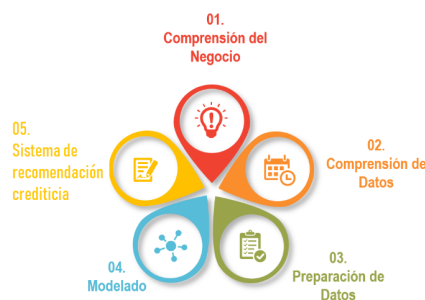 01.
Comprensión del
Negocio
02.
Comprensión de
Datos
03.
Preparación de
Datos
04.
Modelado
05.
Sistema de
recomendación
crediticia